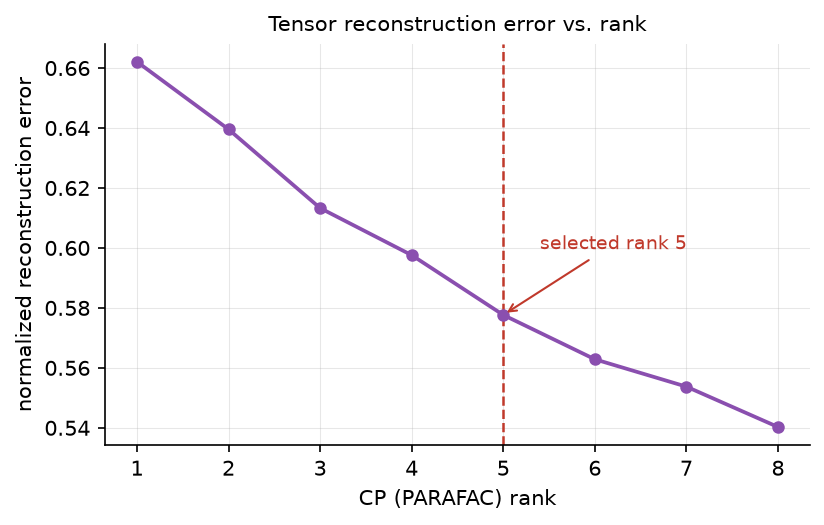 Tensor reconstruction error vs. rank
normalized reconstruction error
0.66
0.64
0.62
0.60
0.58
0.56
0.54
selected rank 5
1 2 3 4 5 6 7 8
CP (PARAFAC) rank